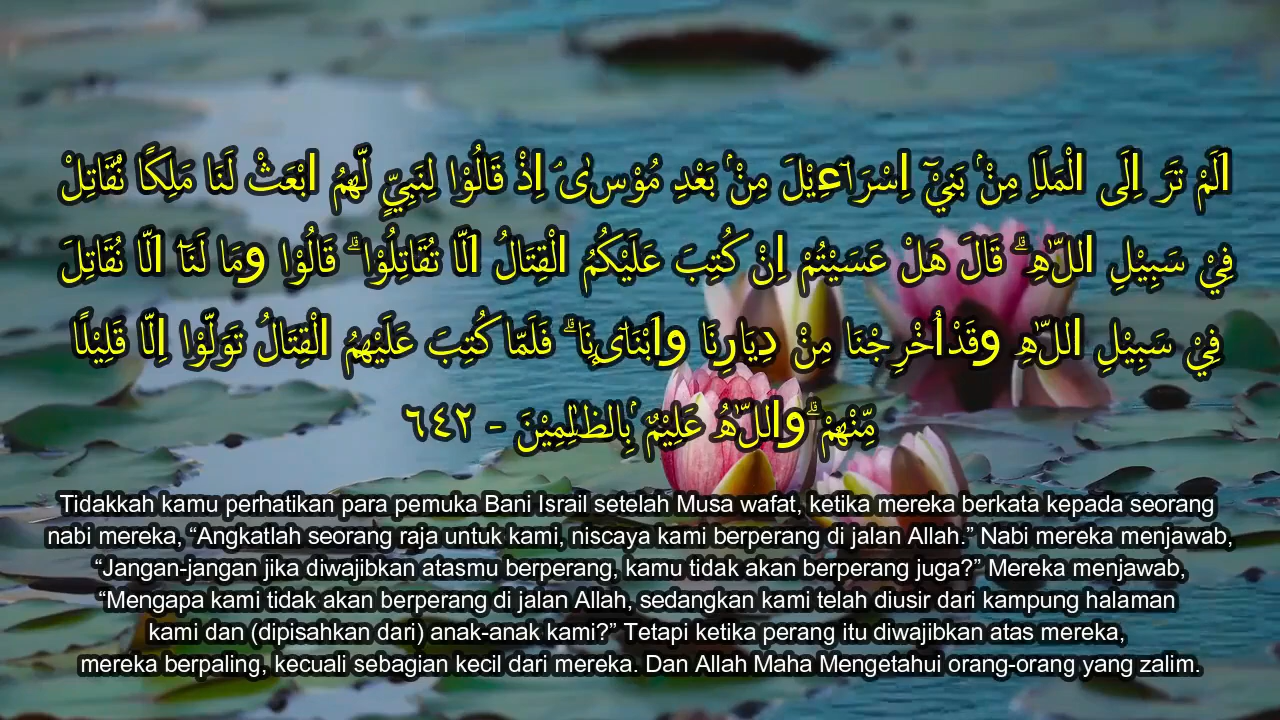 اَلَمْ تَرَ اِلَى الْمَلَاِ مِنْۢ بَنِيْٓ اِسْرَاۤءِيْلَ مِنْۢ بَعْدِ مُوْسٰىۘ اِذْ قَالُوْا لِنَبِيٍّ لَّهُمُ ابْعَثْ لَنَا مَلِكًا نُّقَاتِلْ
فِيْ سَبِيْلِ اللّٰهِ ۗ قَالَ هَلْ عَسَيْتُمْ اِنْ كُتِبَ عَلَيْكُمُ الْقِتَالُ اَلَّا تُقَاتِلُوْا ۗ قَالُوْا وَمَا لَنَآ اَلَّا نُقَاتِلَ
فِيْ سَبِيْلِ اللّٰهِ وَقَدْ اُخْرِجْنَا مِنْ دِيَارِنَا وَاَبْنَاۤىِٕنَا ۗ فَلَمَّا كُتِبَ عَلَيْهِمُ الْقِتَالُ تَوَلَّوْا اِلَّا قَلِيْلًا
مِّنْهُمْ ۗوَاللّٰهُ عَلِيْمٌ ۢبِالظّٰلِمِيْنَ - ٦٤٢
Tidakkah kamu perhatikan para pemuka Bani Israil setelah Musa wafat, ketika mereka berkata kepada seorang
nabi mereka, “Angkatlah seorang raja untuk kami, niscaya kami berperang di jalan Allah.” Nabi mereka menjawab,
“Jangan-jangan jika diwajibkan atasmu berperang, kamu tidak akan berperang juga?” Mereka menjawab,
“Mengapa kami tidak akan berperang di jalan Allah, sedangkan kami telah diusir dari kampung halaman
kami dan (dipisahkan dari) anak-anak kami?” Tetapi ketika perang itu diwajibkan atas mereka,
mereka berpaling, kecuali sebagian kecil dari mereka. Dan Allah Maha Mengetahui orang-orang yang zalim.